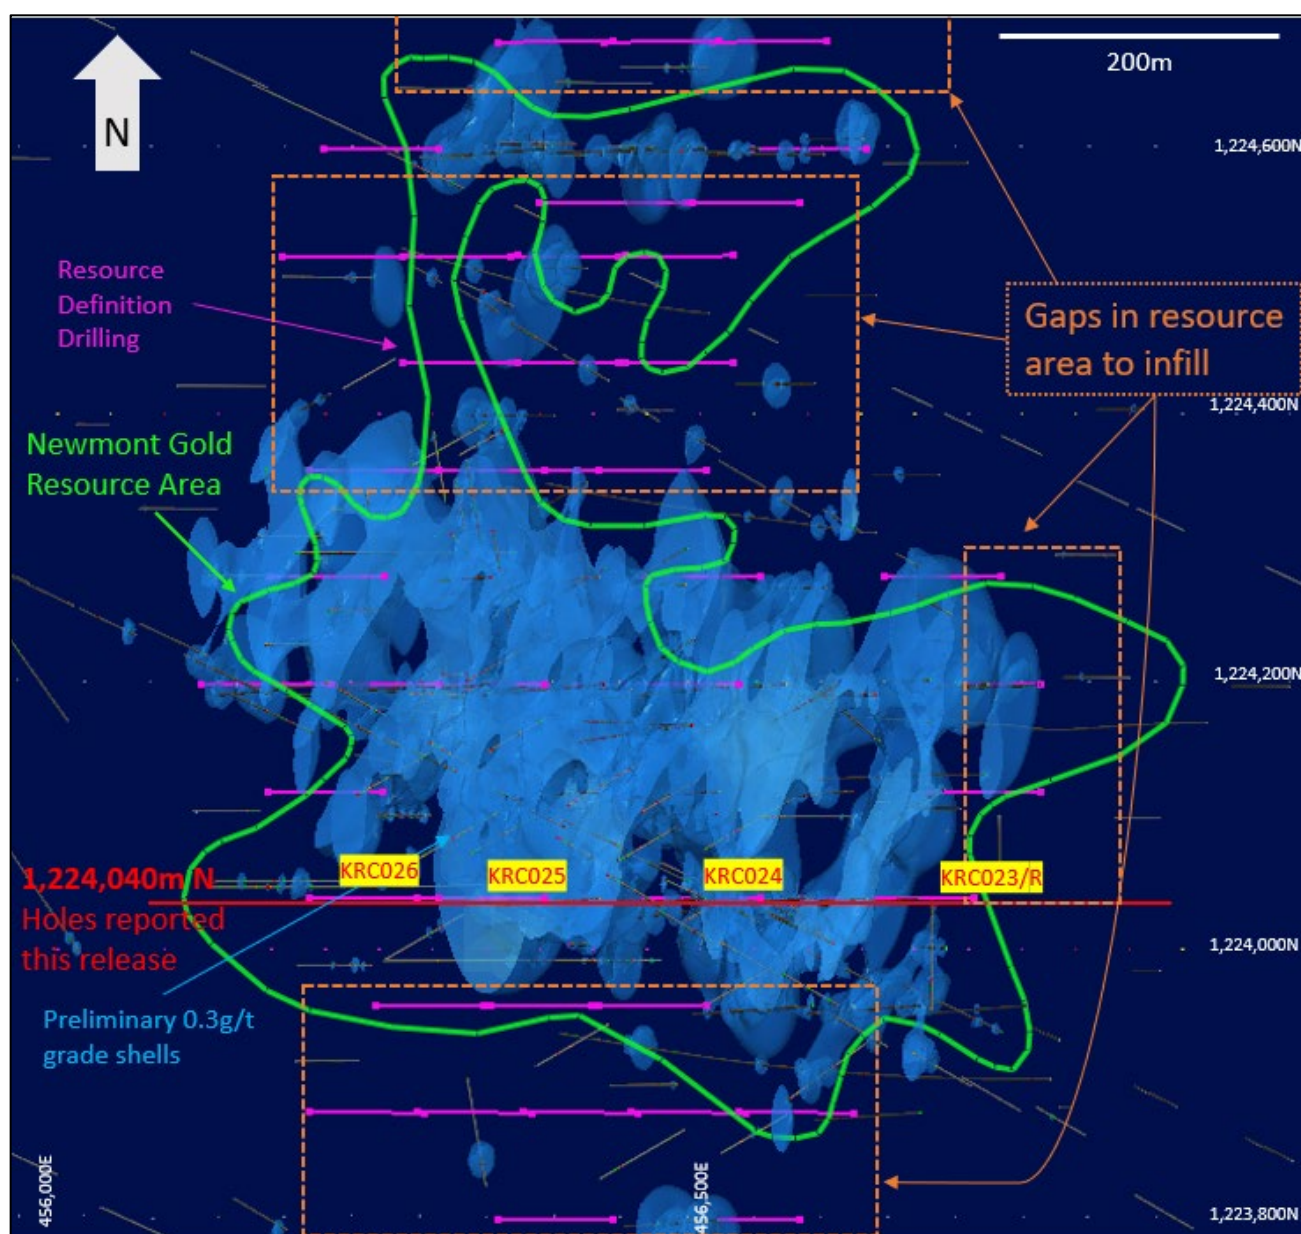 200m
N
1,224,600N
Resource
Definition
Drilling
Gaps in resource
area to infill
1,224,400N
Newmont Gold
Resource Area
1,224,200N
KRC026
KRC025
KRC024
KRC023/R
1,224,040m N
Holes reported
this release
1,224,000N
Preliminary 0.3g/t
grade shells
456,000E
456,500E
1,223,800N